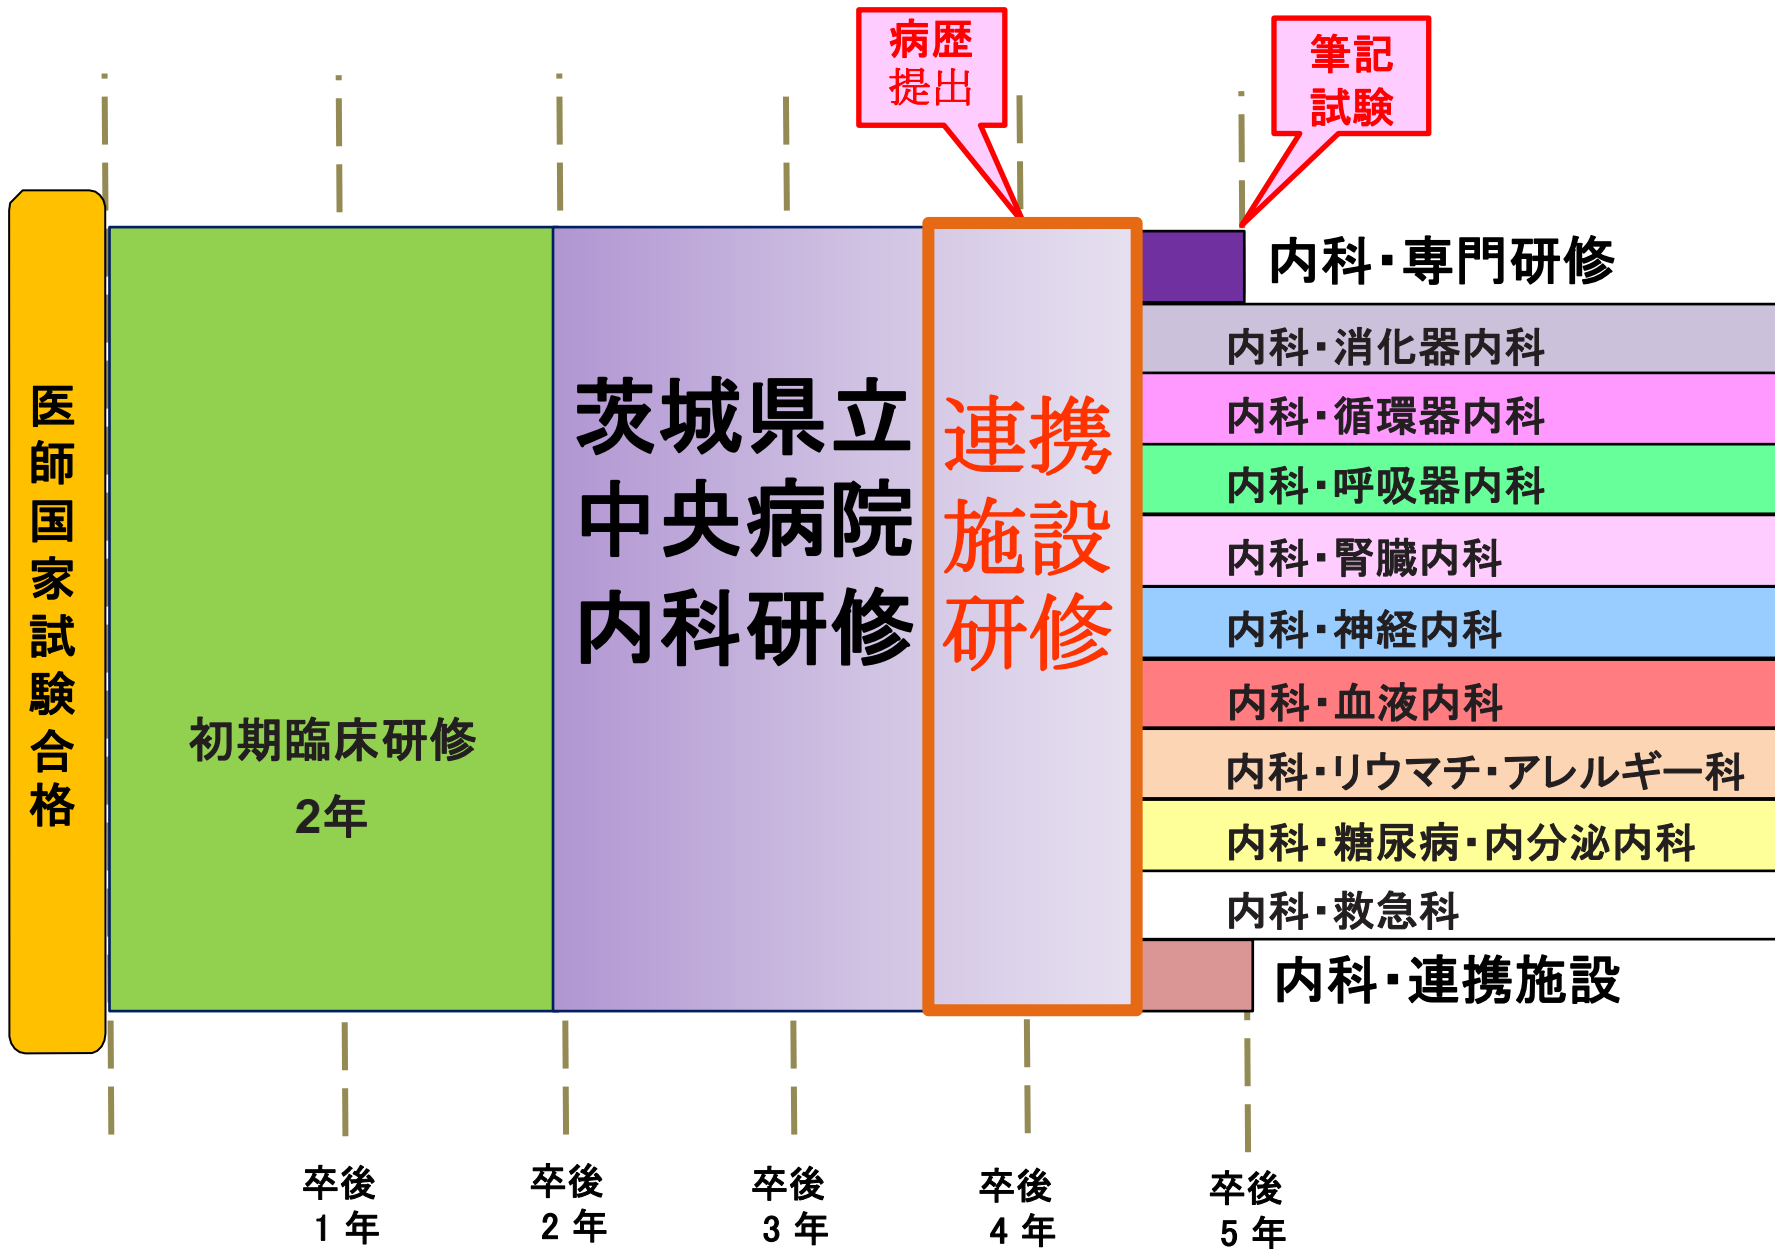 病歴
提出
筆記
試験
医師国家試験合格
初期臨床研修
2年
茨城県立
中央病院
内科研修
連携
施設
研修
内科・専門研修
内科・消化器内科
内科・循環器内科
内科・呼吸器内科
内科・腎臓内科
内科・神経内科
内科・血液内科
内科・リウマチ・アレルギー科
内科・糖尿病・内分泌内科
内科・救急科
内科・連携施設
卒後
1 年
卒後
2 年
卒後
3 年
卒後
4 年
卒後
5 年